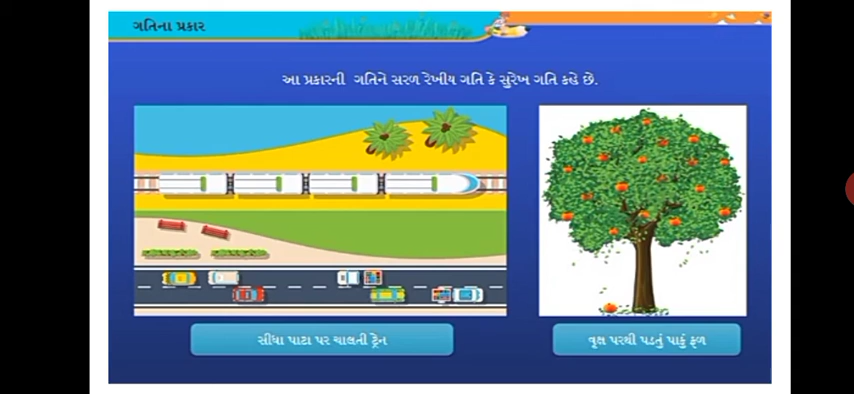 ગતિના પ્રકાર
આ પ્રકારની ગતિને સરળ રેખીય ગતિ કે સુરેખ ગતિ કહે છે.
સીધા પાટા પર ચાલતી ટ્રેન
વૃક્ષ પરથી પડતું પાકું ફળ